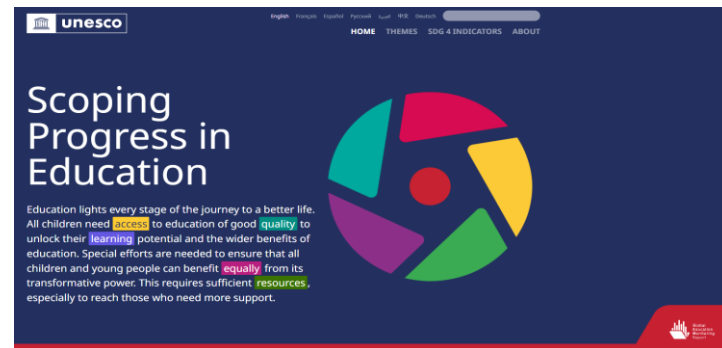 unesco
English Français Español Русский العربية 中文 Deutsch
HOME THEMES SDG 4 INDICATORS ABOUT
Scoping
Progress in
Education
Education lights every stage of the journey to a better life.
All children need access to education of good quality to
unlock their learning potential and the wider benefits of
education. Special efforts are needed to ensure that all
children and young people can benefit equally from its
transformative power. This requires sufficient resources,
especially to reach those who need more support.
Global
Education
Monitoring
Report